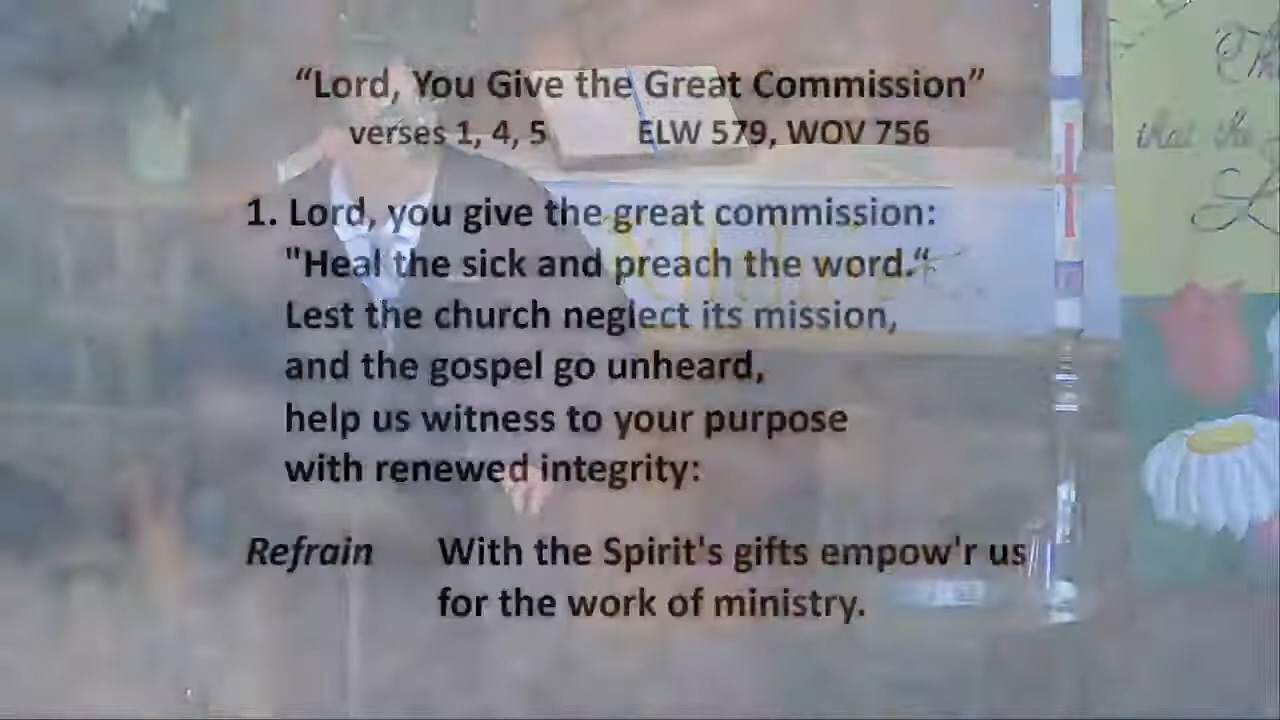 “Lord, You Give the Great Commission”
verses 1, 4, 5 ELW 579, WOV 756
1. Lord, you give the great commission:
"Heal the sick and preach the word.“
Lest the church neglect its mission,
and the gospel go unheard,
help us witness to your purpose
with renewed integrity:
Refrain With the Spirit's gifts empow'r us
for the work of ministry.
that the